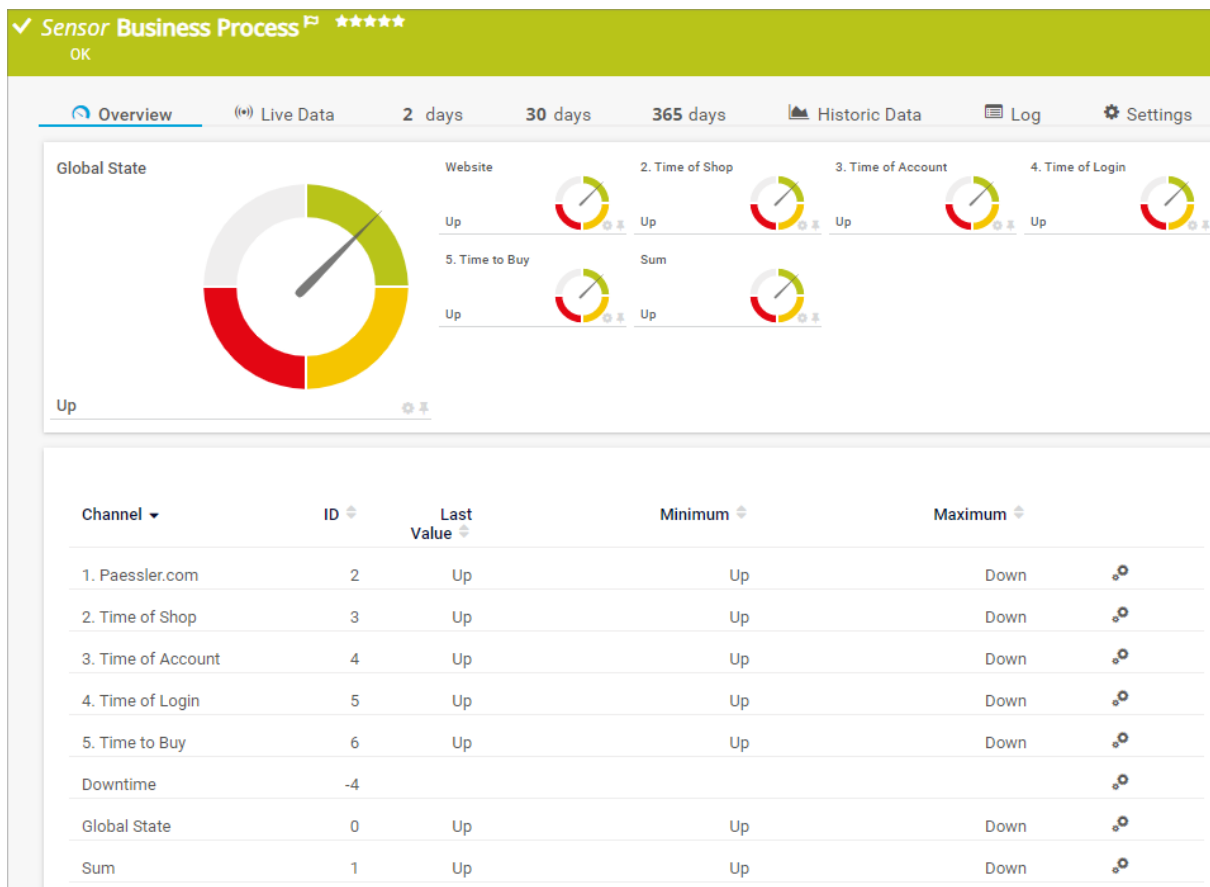 Sensor Business Process
OK
Overview Live Data 2 days 30 days 365 days Historic Data Log Settings
Global State
Up
Website
Up
2. Time of Shop
Up
3. Time of Account
Up
4. Time of Login
Up
5. Time to Buy
Up
Sum
Up
Channel ID Last Value Minimum Maximum
1. Paessler.com 2 Up Up Down
2. Time of Shop 3 Up Up Down
3. Time of Account 4 Up Up Down
4. Time of Login 5 Up Up Down
5. Time to Buy 6 Up Up Down
Downtime -4
Global State 0 Up Up Down
Sum 1 Up Up Down